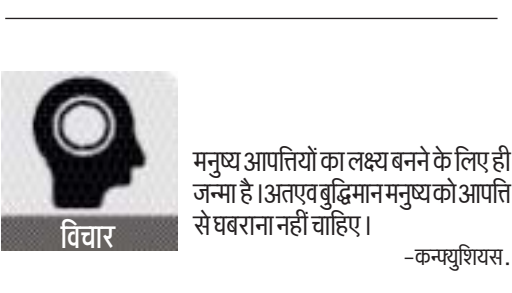 विचार
मनुष्य आपत्तियों का लक्ष्य बनने के लिए ही
जन्मा है। अतएव बुद्धिमान मनुष्य को आपत्ति
से घबराना नहीं चाहिए।
-कन्फ्युशियस.